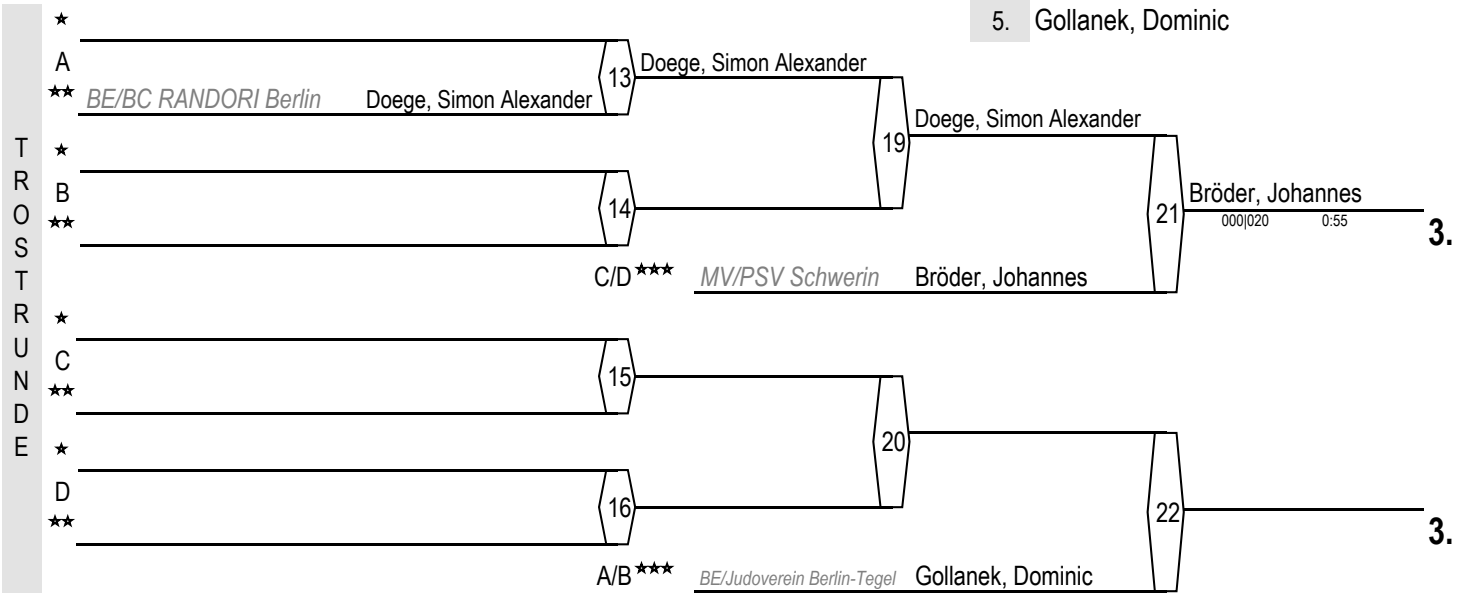 5. Gollanek, Dominic
TROSTRUNDE
★
A
13 Doege, Simon Alexander
★★ BE/BC RANDORI Berlin Doege, Simon Alexander
19 Doege, Simon Alexander
★
B
14
★★
21 Bröder, Johannes
000|020 0:55
3.
C/D ★★★ MV/PSV Schwerin Bröder, Johannes
★
C
15
★★
20
★
D
16
★★
22
3.
A/B ★★★ BE/Judoverein Berlin-Tegel Gollanek, Dominic